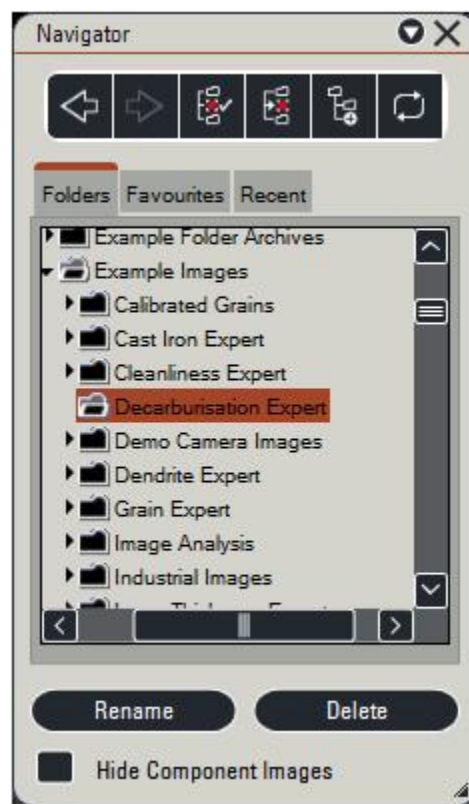 Navigator
Folders Favourites Recent
Example Folder Archives
Example Images
Calibrated Grains
Cast Iron Expert
Cleanliness Expert
Decarburisation Expert
Demo Camera Images
Dendrite Expert
Grain Expert
Image Analysis
Industrial Images
Rename Delete
Hide Component Images